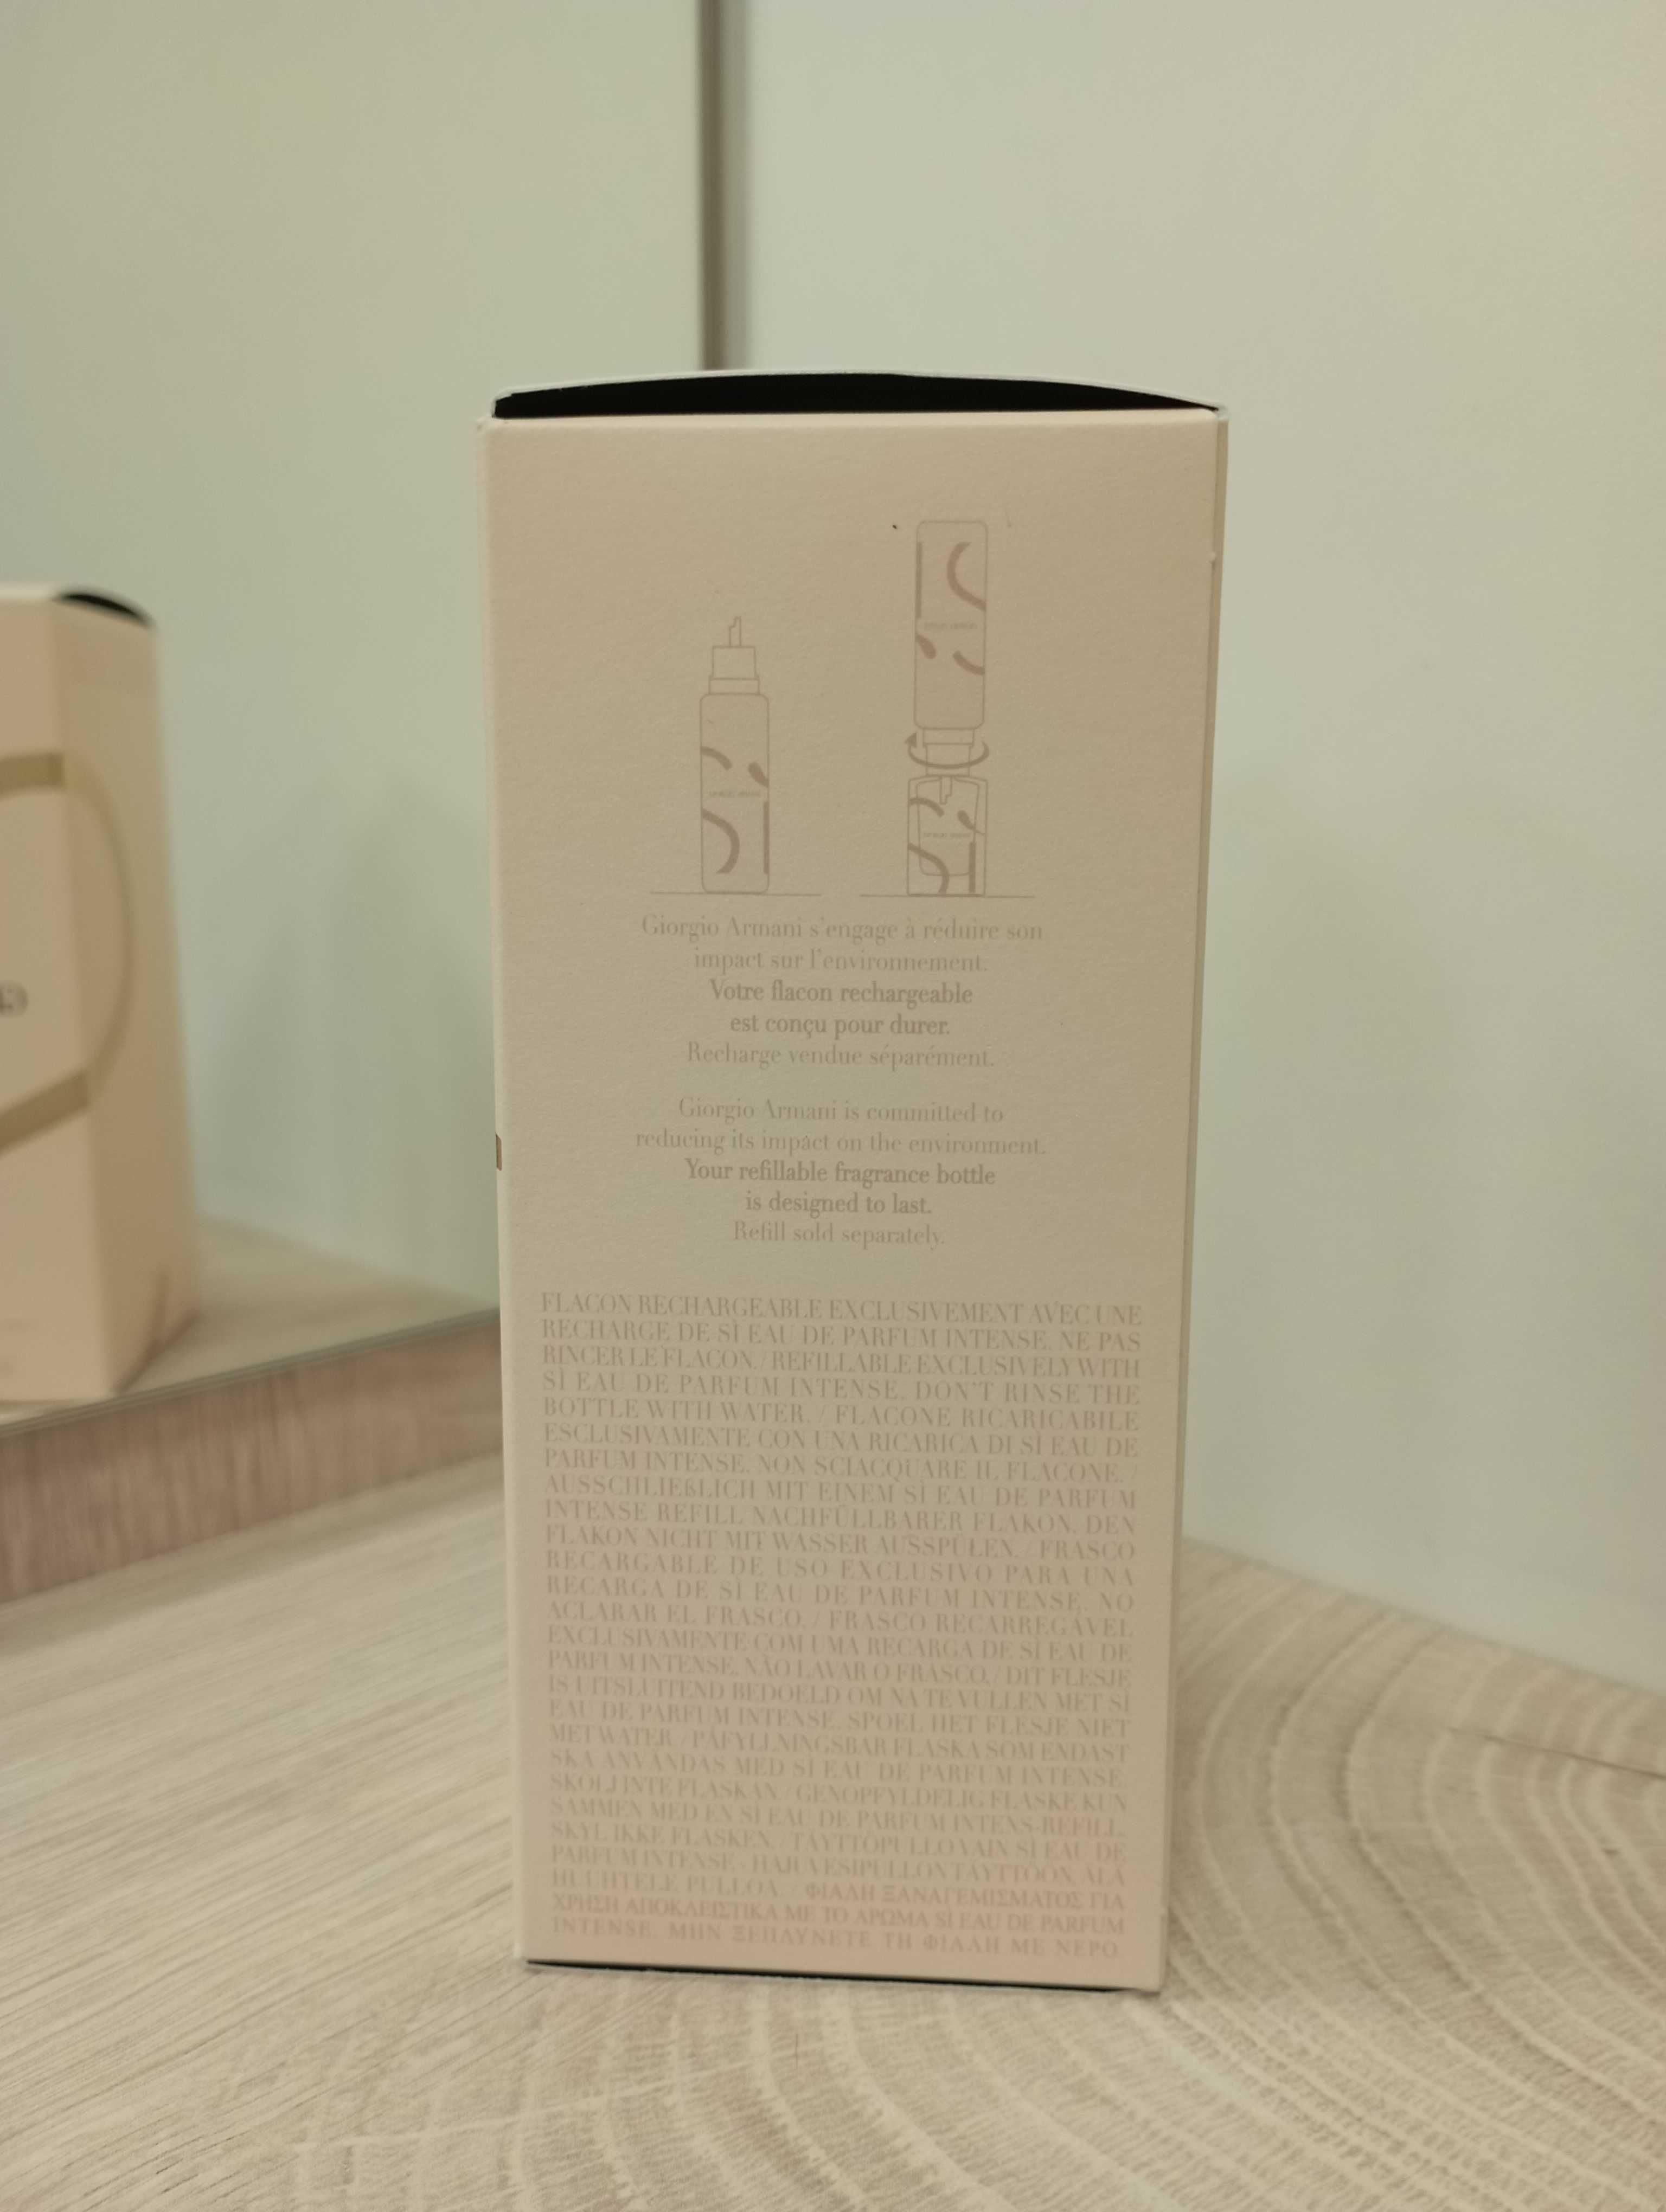 SÌ
SÌ
SÌ
Giorgio Armani s'engage à réduire son
impact sur l'environnement.
Votre flacon rechargeable
est conçu pour durer.
Recharge vendue séparément.
Giorgio Armani is committed to
reducing its impact on the environment.
Your refillable fragrance bottle
is designed to last.
Refill sold separately.
FLACON RECHARGEABLE EXCLUSIVEMENT AVEC UNE
RECHARGE DE SÌ EAU DE PARFUM INTENSE. NE PAS
RINCER LE FLACON. / REFILLABLE EXCLUSIVELY WITH
SÌ EAU DE PARFUM INTENSE. DON'T RINSE THE
BOTTLE WITH WATER. / FLACONE RICARICABILE
ESCLUSIVAMENTE CON UNA RICARICA DI SÌ EAU DE
PARFUM INTENSE. NON SCIACQUARE IL FLACONE. /
AUSSCHLIEßLICH MIT EINEM SÌ EAU DE PARFUM
INTENSE REFILL NACHFÜLLBARER FLAKON. DEN
FLAKON NICHT MIT WASSER AUSSPÜLEN. / FRASCO
RECARGABLE DE USO EXCLUSIVO PARA UNA
RECARGA DE SÌ EAU DE PARFUM INTENSE. NO
ACLARAR EL FRASCO. / FRASCO RECARREGÁVEL
EXCLUSIVAMENTE COM UMA RECARGA DE SÌ EAU DE
PARFUM INTENSE. NÃO LAVAR O FRASCO. / DIT FLESJE
IS UITSLUITEND BEDOELD OM NA TE VULLEN MET SÌ
EAU DE PARFUM INTENSE. SPOEL HET FLESJE NIET
MET WATER. / PÅFYLLNINGSBAR FLASKA SOM ENDAST
SKA ANVÄNDAS MED SÌ EAU DE PARFUM INTENSE.
SKÖLJ INTE FLASKAN. / GENOPFYLDELIG FLASKE KUN
SAMMEN MED EN SÌ EAU DE PARFUM INTENS-REFILL.
SKYL IKKE FLASKEN. / TÄYTTÖPULLO VAIN SÌ EAU DE
PARFUM INTENSE - HAJUVESIPULLON TÄYTTÖÖN. ÄLÄ
HUUHTELE PULLOA. / ΦΙΑΛΗ ΞΑΝΑΓΕΜΙΣΜΑΤΟΣ ΓΙΑ
ΧΡΗΣΗ ΑΠΟΚΛΕΙΣΤΙΚΑ ΜΕ ΤΟ ΑΡΩΜΑ SÌ EAU DE PARFUM
INTENSE. ΜΗΝ ΞΕΠΛΥΝΕΤΕ ΤΗ ΦΙΑΛΗ ΜΕ ΝΕΡΟ.